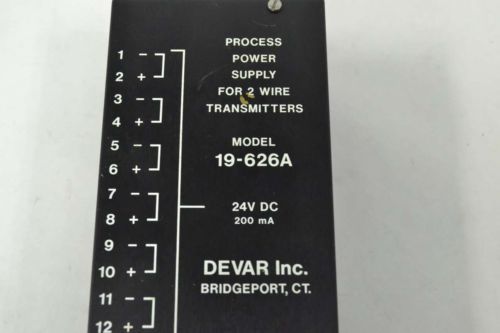 1 -
2 +
3 -
4 +
5 -
6 +
7 -
8 +
9 -
10 +
11 -
12 +
PROCESS
POWER
SUPPLY
FOR 2 WIRE
TRANSMITTERS
MODEL
19-626A
24V DC
200 mA
DEVAR Inc.
BRIDGEPORT, CT.